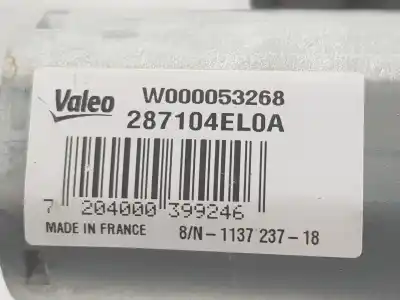 Valeo W000053268
287104EL0A
7 204000 399246
MADE IN FRANCE 8/N-1137 237-18